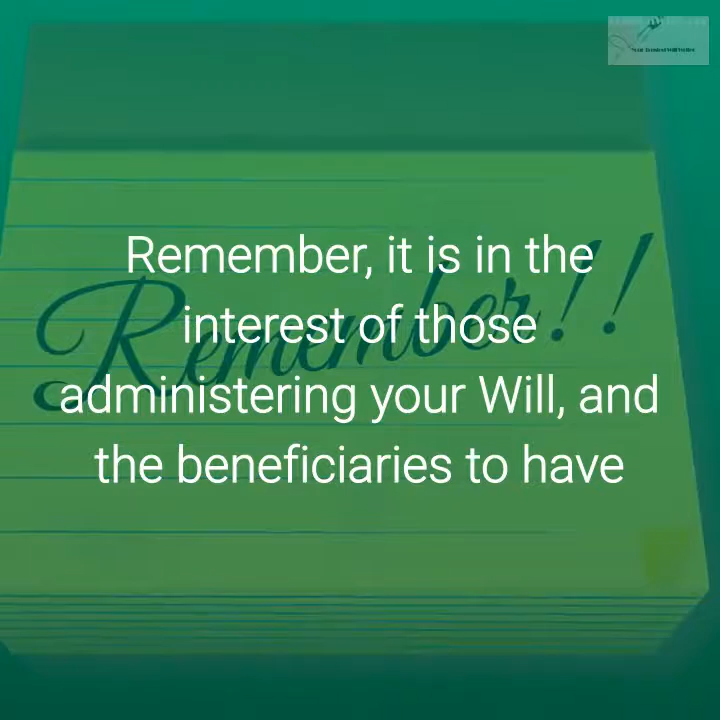 Remember, it is in the
interest of those
administering your Will, and
the beneficiaries to have
Remember!!